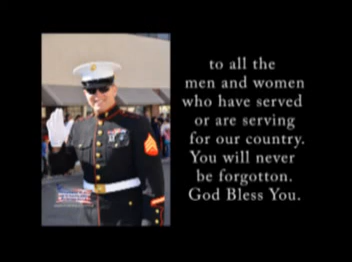 to all the
men and women
who have served
or are serving
for our country.
You will never
be forgotton.
God Bless You.